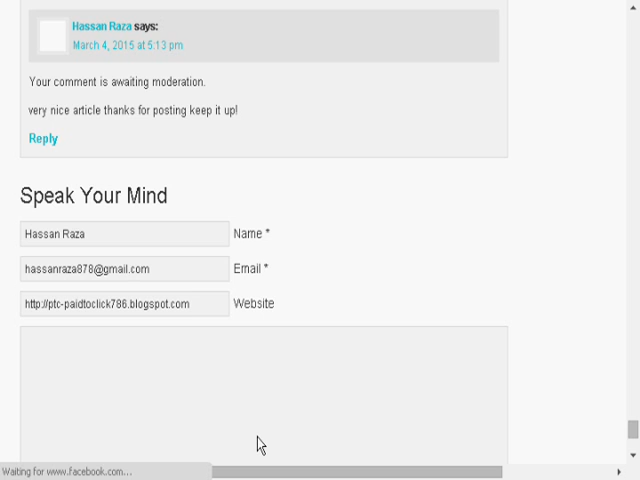 Hassan Raza says:
March 4, 2015 at 5:13 pm
Your comment is awaiting moderation.
very nice article thanks for posting keep it up!
Reply
Speak Your Mind
Hassan Raza Name *
hassanraza878@gmail.com Email *
http://ptc-paidtoclick786.blogspot.com Website
Waiting for www.facebook.com...